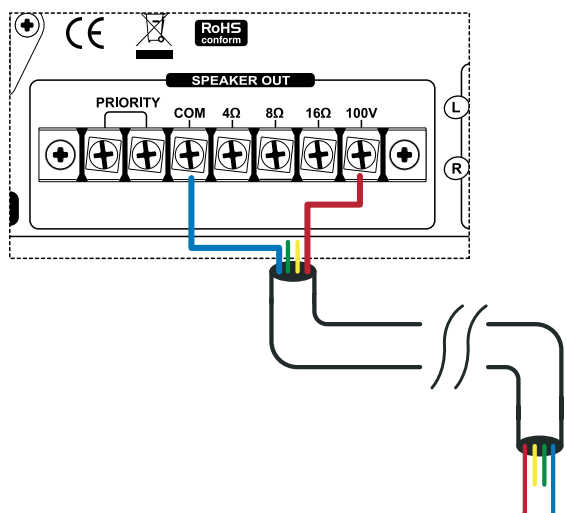 CE
RoHS
conform
SPEAKER OUT
PRIORITY
COM 4Ω 8Ω 16Ω 100V
L
R